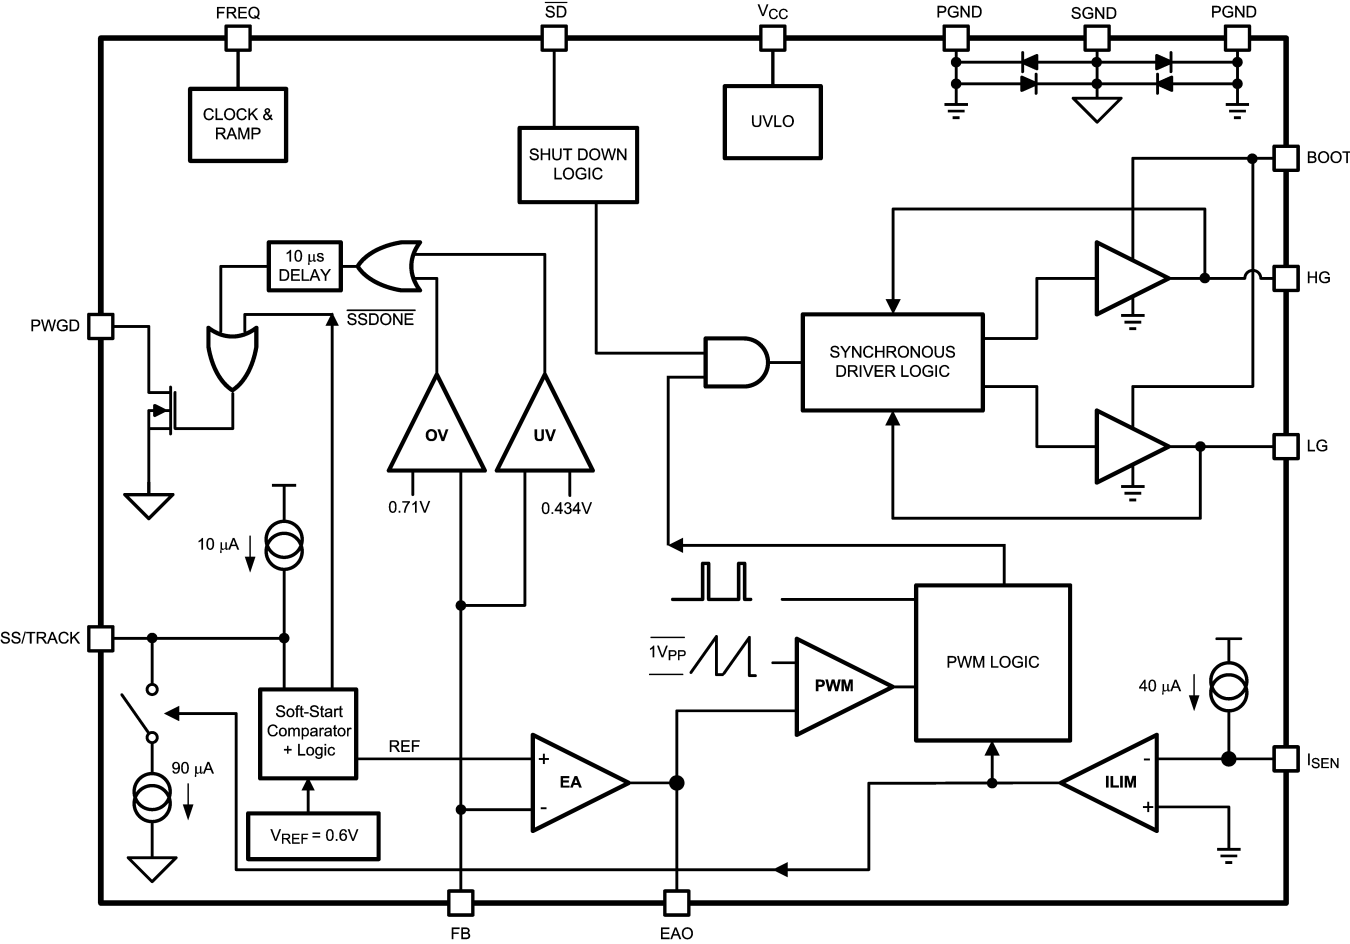 FREQ
SD
VCC
PGND
SGND
PGND
CLOCK &
RAMP
SHUT DOWN
LOGIC
UVLO
BOOT
10 μs
DELAY
SSDONE
PWGD
SYNCHRONOUS
DRIVER LOGIC
HG
OV
UV
LG
0.71V
0.434V
10 μA
SS/TRACK
1VPP
PWM
PWM LOGIC
40 μA
Soft-Start
Comparator
+ Logic
REF
90 μA
+
EA
-
-
ILIM
+
ISEN
VREF = 0.6V
FB
EAO